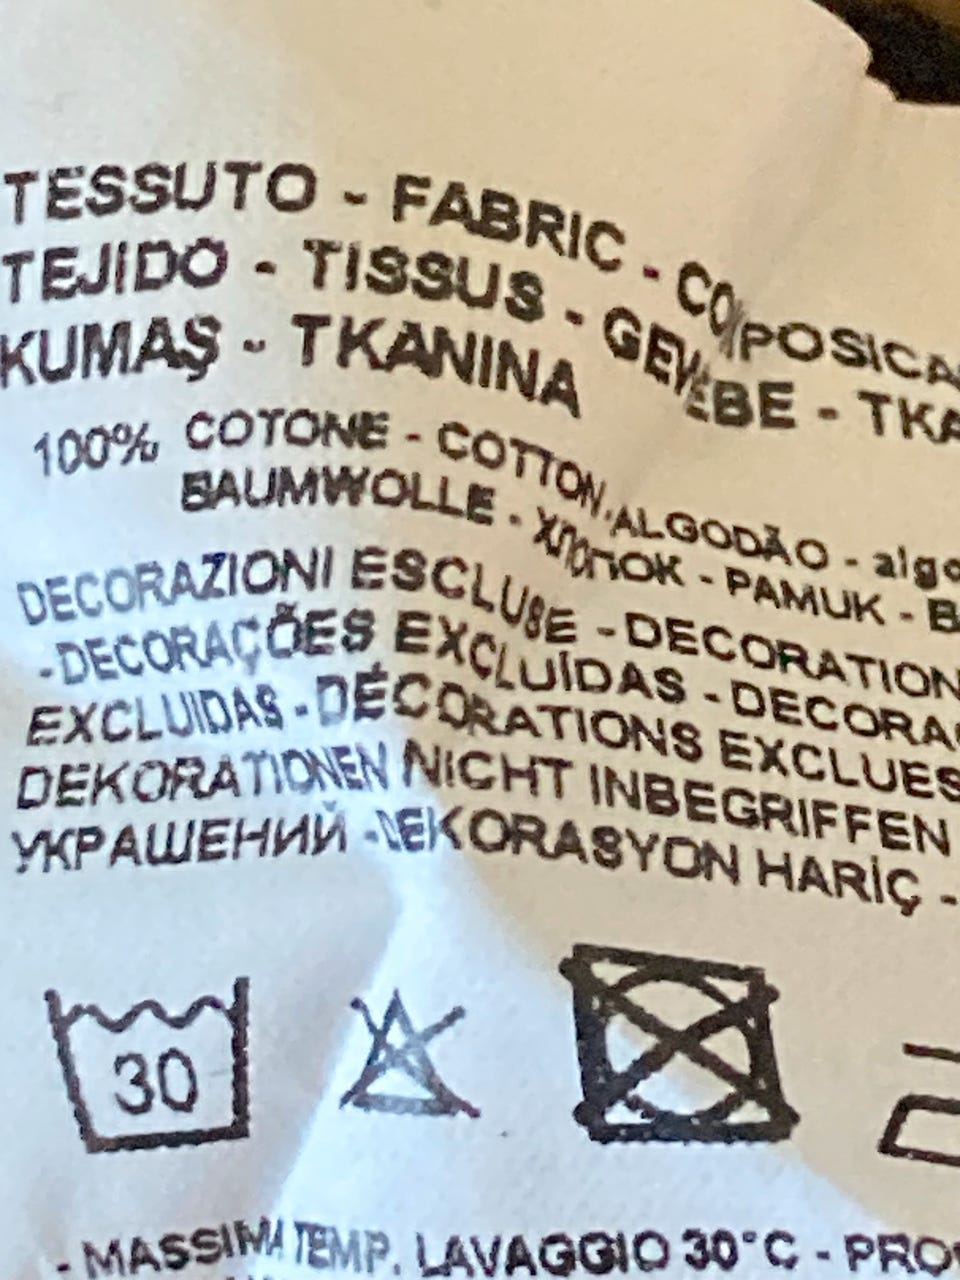 TESSUTO - FABRIC - COMPOSICA
TEJIDO - TISSUS - GEWEBE - TKA
KUMAŞ - TKANINA
100% COTONE - COTTON - ALGODÃO - algo
BAUMWOLLE - ХЛОПОК - PAMUK - B
DECORAZIONI ESCLUSE - DECORATION
- DECORAÇÕES EXCLUÍDAS - DECORA
EXCLUIDAS - DÉCORATIONS EXCLUES
DEKORATIONEN NICHT INBEGRIFFEN
УКРАШЕНИЙ - DEKORASYON HARİÇ -
30
- MASSIMA TEMP. LAVAGGIO 30°C - PRO